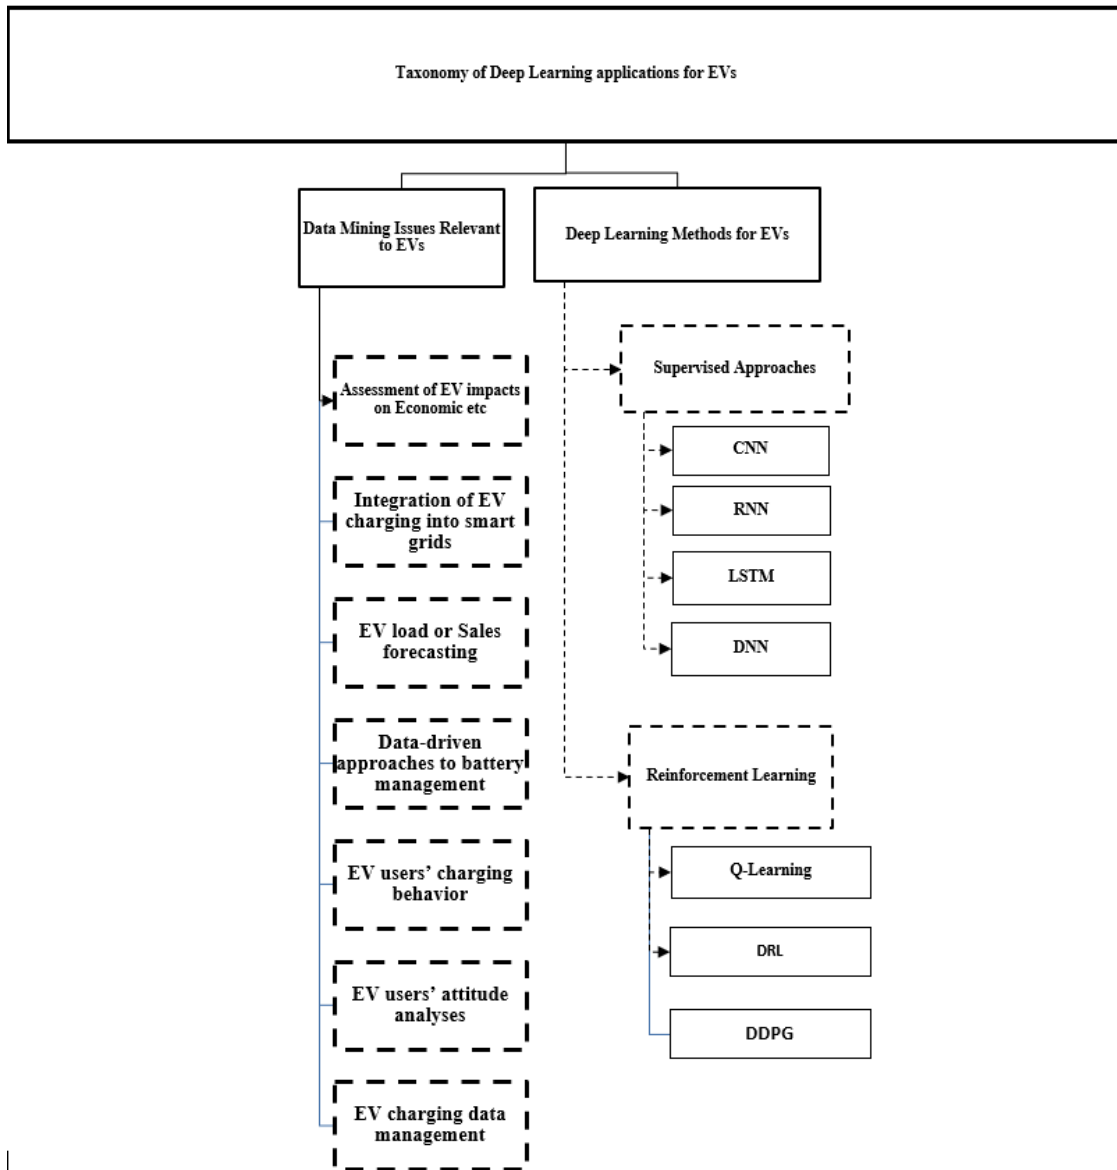 Taxonomy of Deep Learning applications for EVs
Data Mining Issues Relevant
to EVs
Deep Learning Methods for EVs
Assessment of EV impacts
on Economic etc
Integration of EV
charging into smart
grids
EV load or Sales
forecasting
Data-driven
approaches to battery
management
EV users’ charging
behavior
EV users’ attitude
analyses
EV charging data
management
Supervised Approaches
CNN
RNN
LSTM
DNN
Reinforcement Learning
Q-Learning
DRL
DDPG